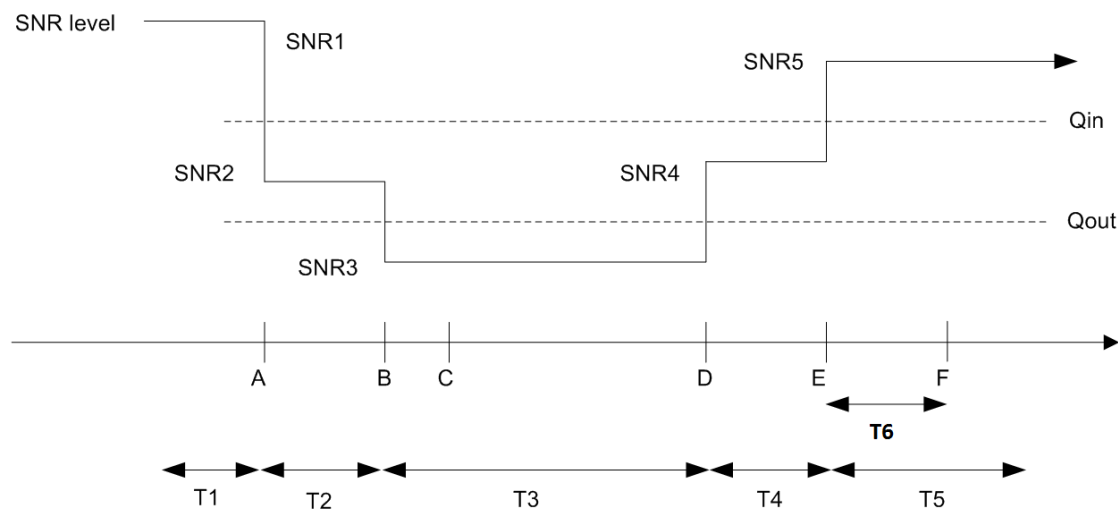 SNR level
SNR1
SNR5
Qin
SNR2
SNR4
Qout
SNR3
A B C D E F
T6
T1 T2 T3 T4 T5